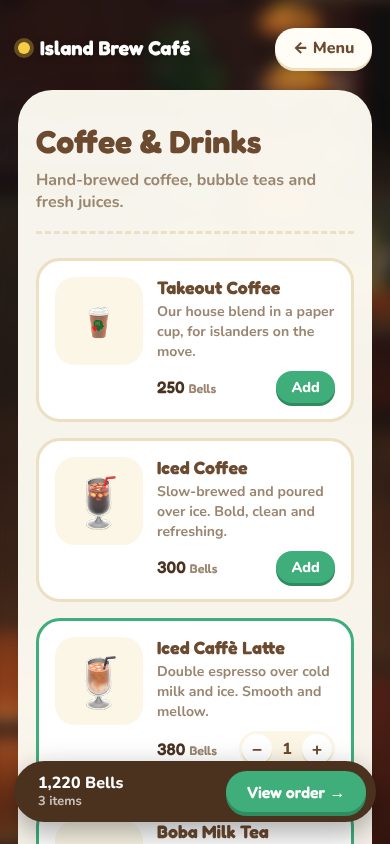 Island Brew Café
← Menu
Coffee & Drinks
Hand-brewed coffee, bubble teas and
fresh juices.
Takeout Coffee
Our house blend in a paper
cup, for islanders on the
move.
250 Bells
Add
Iced Coffee
Slow-brewed and poured
over ice. Bold, clean and
refreshing.
300 Bells
Add
Iced Caffè Latte
Double espresso over cold
milk and ice. Smooth and
mellow.
380 Bells
− 1 +
1,220 Bells
3 items
View order →
Boba Milk Tea